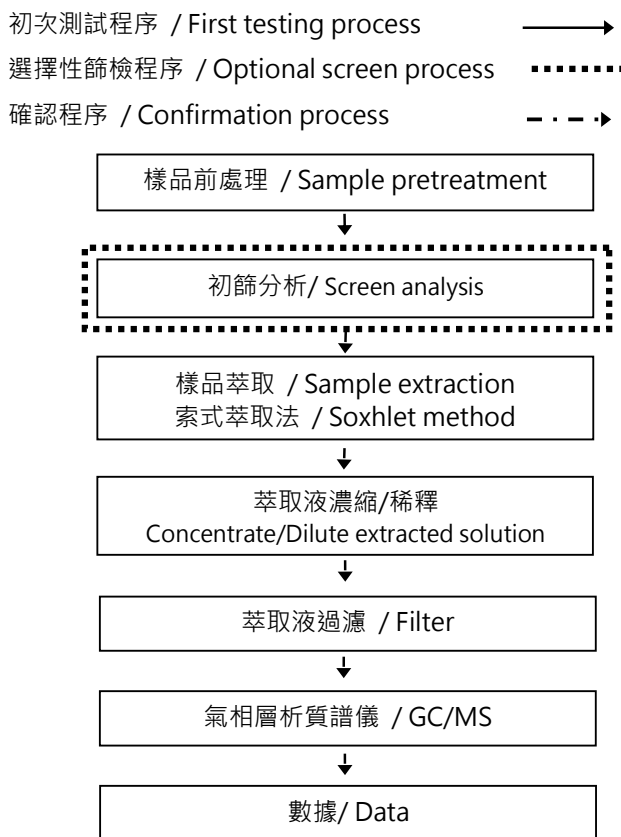 初次測試程序 / First testing process
選擇性篩檢程序 / Optional screen process
確認程序 / Confirmation process
樣品前處理 / Sample pretreatment
初篩分析/ Screen analysis
樣品萃取 / Sample extraction
索式萃取法 / Soxhlet method
萃取液濃縮/稀釋
Concentrate/Dilute extracted solution
萃取液過濾 / Filter
氣相層析質譜儀 / GC/MS
數據/ Data